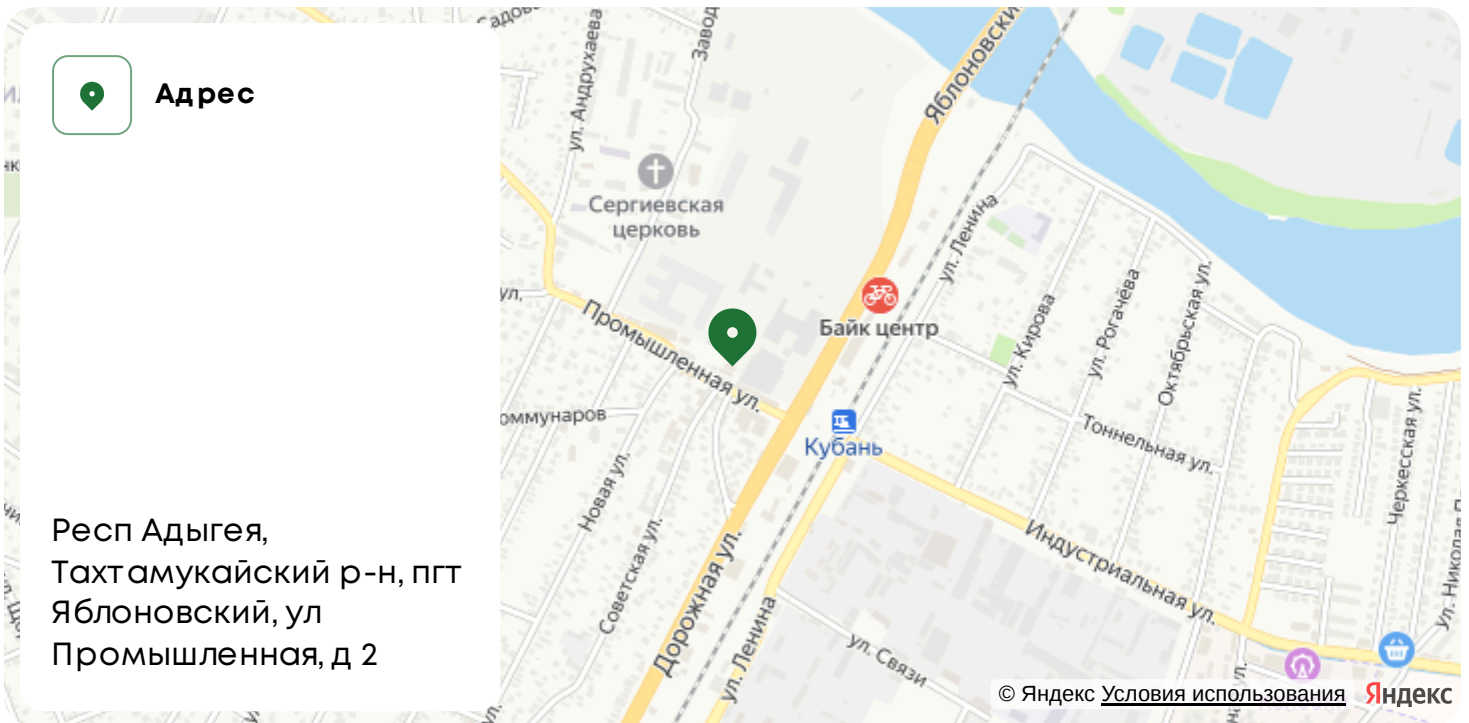 Адрес
Респ Адыгея,
Тахтамукайский р-н, пгт
Яблоновский, ул
Промышленная, д 2
ул. Андрухаева
Сергиевская
церковь
ул. Ленина
Байк центр
Промышленная ул.
ул. Кирова
ул. Рогачёва
Октябрьская ул.
Кубань
Тоннельная ул.
Черкесская ул.
Новая ул.
Советская ул.
Индустриальная ул.
Дорожная ул.
ул. Ленина
ул. Связи
© Яндекс Условия использования Яндекс